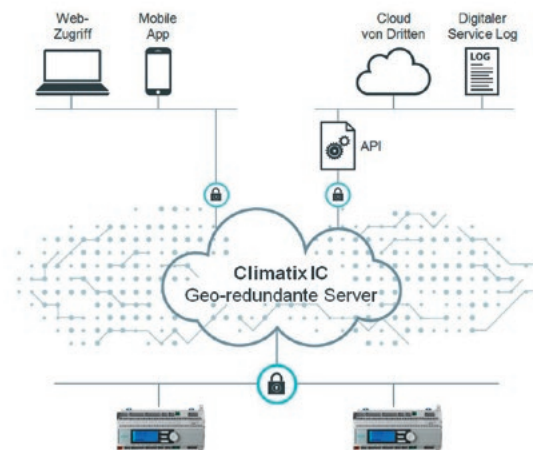 Web-
Zugriff
Mobile
App
Cloud
von Dritten
Digitaler
Service Log
LOG
API
Climatix IC
Geo-redundante Server